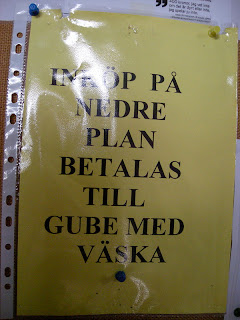 INKÖP PÅ
NEDRE
PLAN
BETALAS
TILL
GUBE MED
VÄSKA